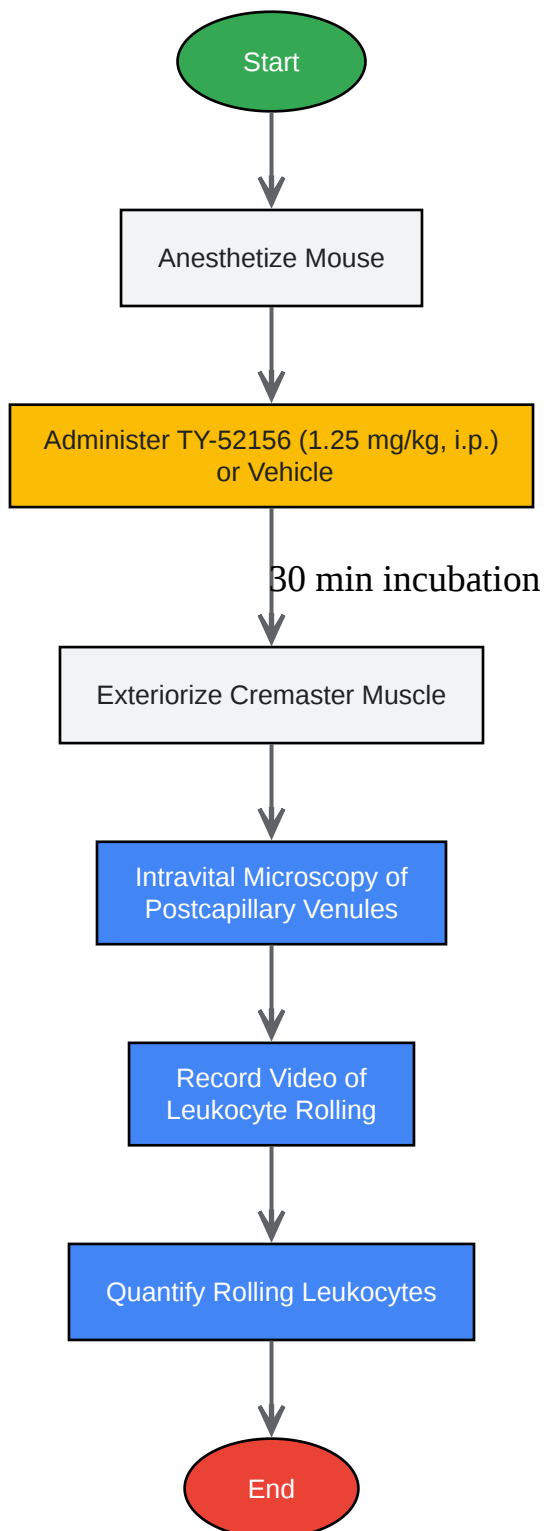 Start
Anesthetize Mouse
Administer TY-52156 (1.25 mg/kg, i.p.)
or Vehicle
30 min incubation
Exteriorize Cremaster Muscle
Intravital Microscopy of
Postcapillary Venules
Record Video of
Leukocyte Rolling
Quantify Rolling Leukocytes
End